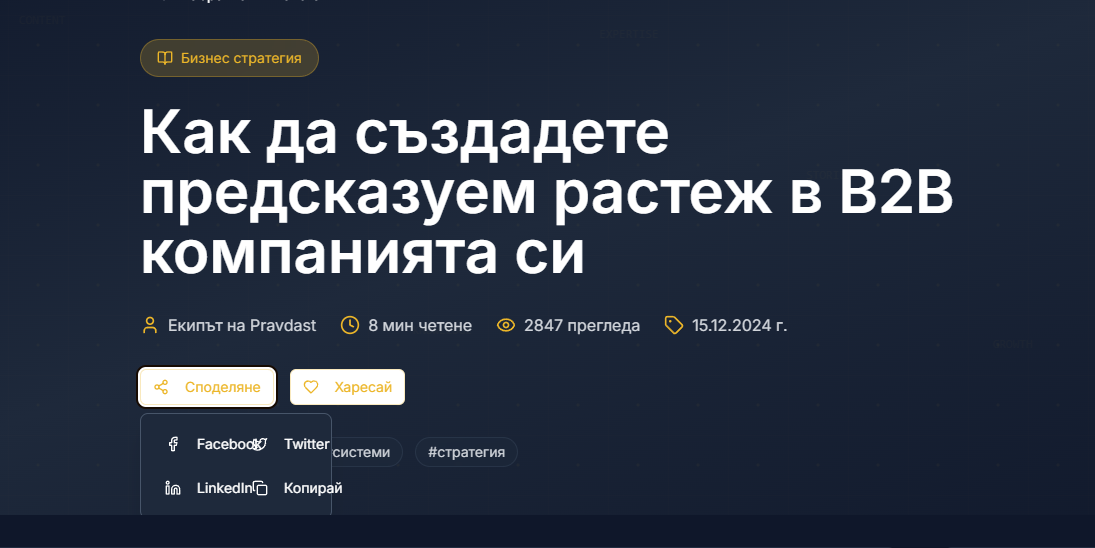 Бизнес стратегия
Как да създадете
предсказуем растеж в B2B
компанията си
Екипът на Pravdast 8 мин четене 2847 прегледа 15.12.2024 г.
Споделяне Харесай
Facebook Twitter системи #стратегия
LinkedIn Копирай